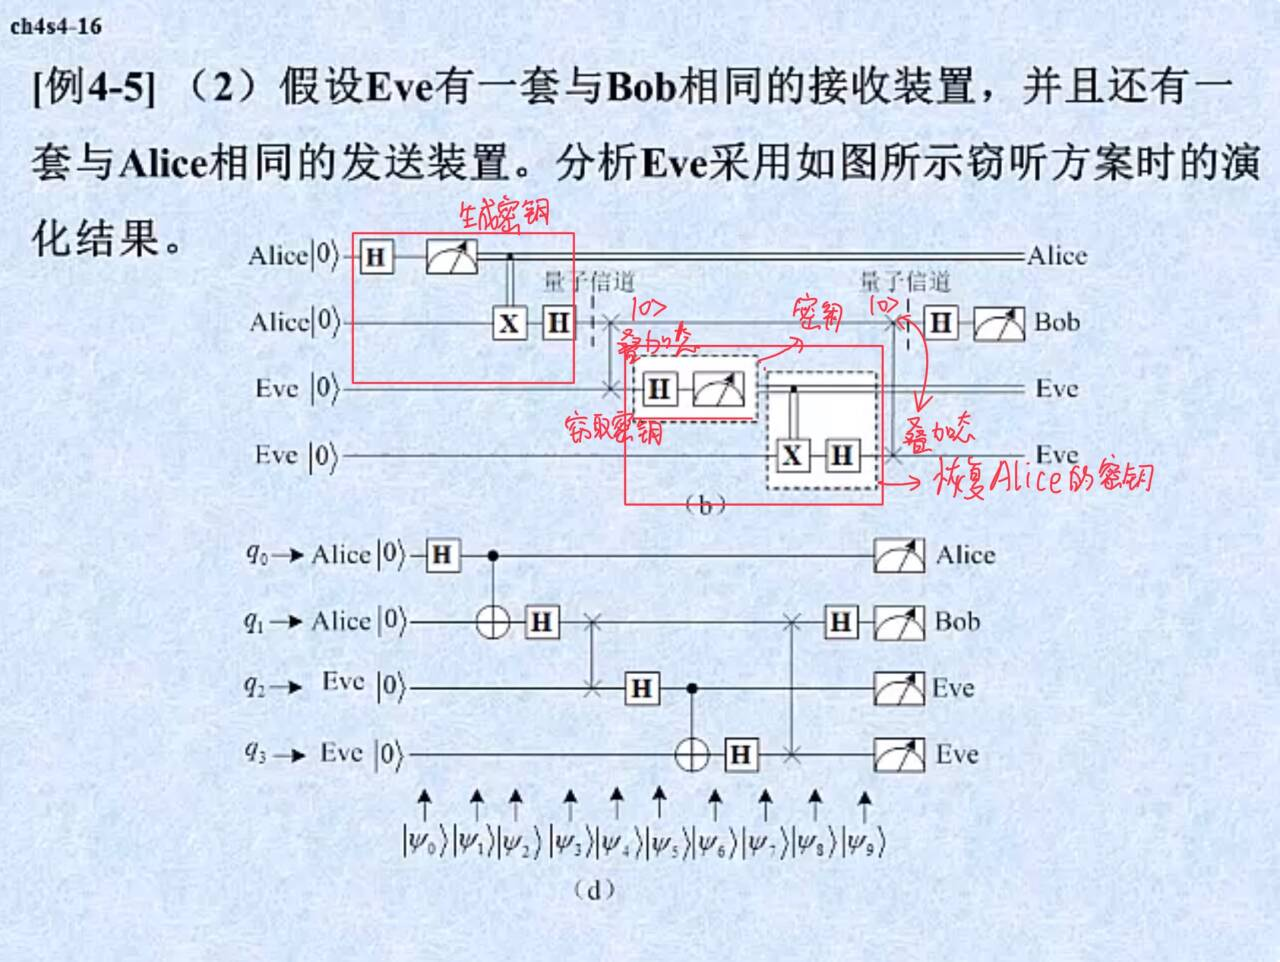 ch4s4-16
[例4-5]（2）假设Eve有一套与Bob相同的接收装置，并且还有一
套与Alice相同的发送装置。分析Eve采用如图所示窃听方案时的演
化结果。
生成密钥
Alice|0⟩ H Alice
量子信道 量子信道
Alice|0⟩ X H |0⟩ 密钥 |0⟩ H Bob
叠加态
Eve |0⟩ H Eve
窃取密钥 叠加态
Eve |0⟩ X H Eve
恢复Alice的密钥
（b）
q₀ Alice |0⟩ H Alice
q₁ Alice |0⟩ H H Bob
q₂ Eve |0⟩ H Eve
q₃ Eve |0⟩ H Eve
|ψ₀⟩|ψ₁⟩|ψ₂⟩|ψ₃⟩|ψ₄⟩|ψ₅⟩|ψ₆⟩|ψ₇⟩|ψ₈⟩|ψ₉⟩
（d）